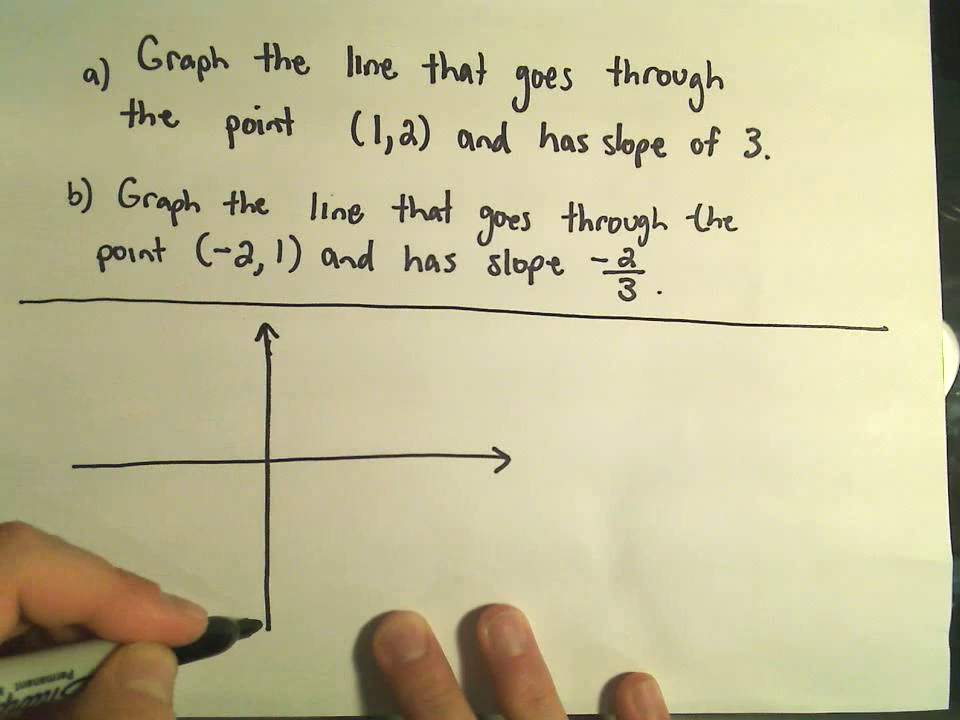 a) Graph the line that goes through
the point (1,2) and has slope of 3.
b) Graph the line that goes through the
point (-2,1) and has slope -2/3.
Permanent